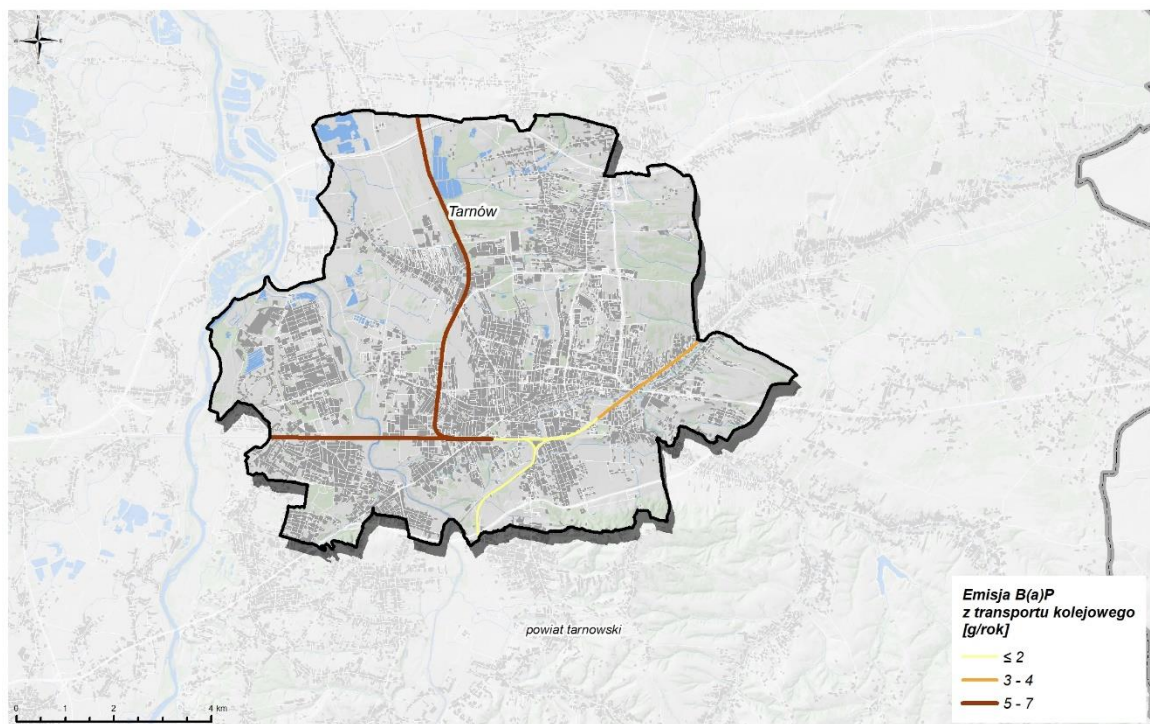 N
W E
S
Tarnów
powiat tarnowski
Emisja B(a)P
z transportu kolejowego
[g/rok]
≤ 2
3 - 4
5 - 7
0 1 2 4 km